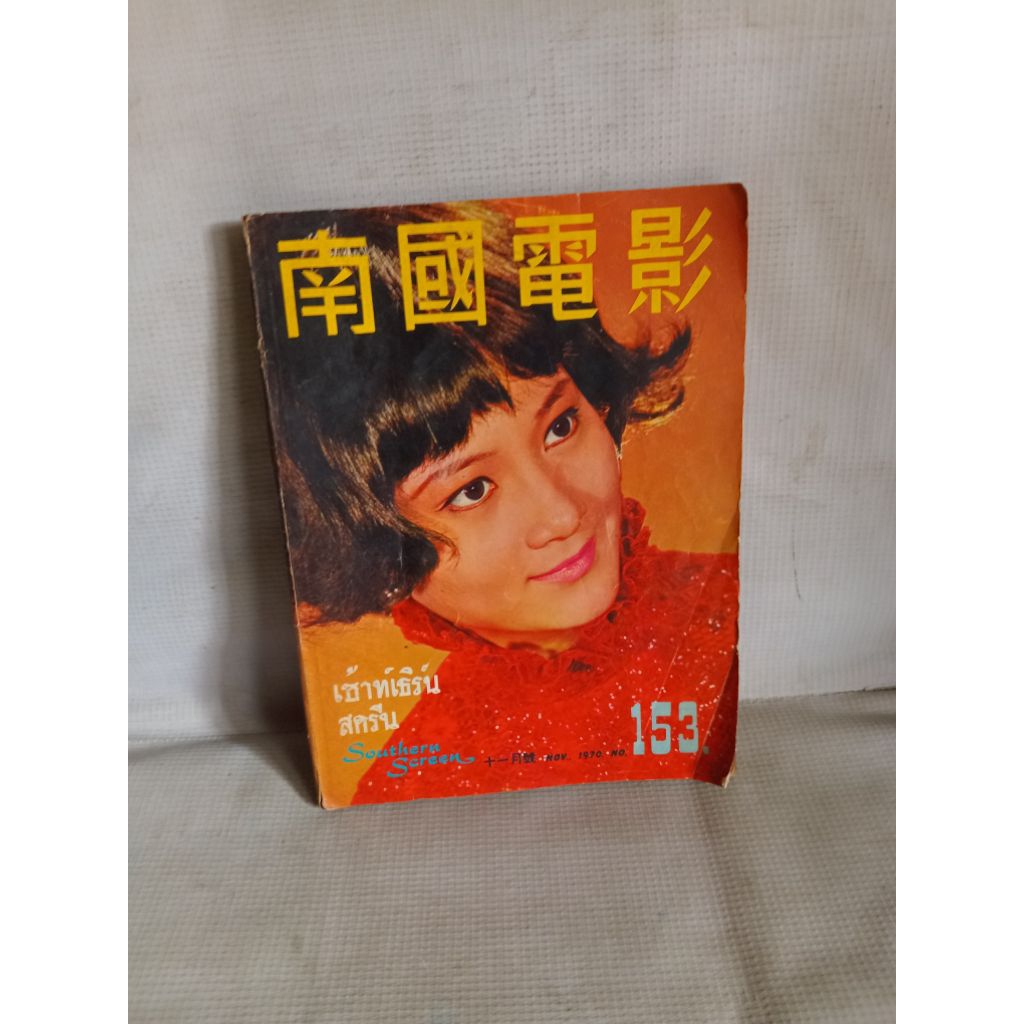 南國電影
เซ้าท์เธิร์น
สครีน
Southern
Screen
十一月號 NOV., 1970. NO. 153.